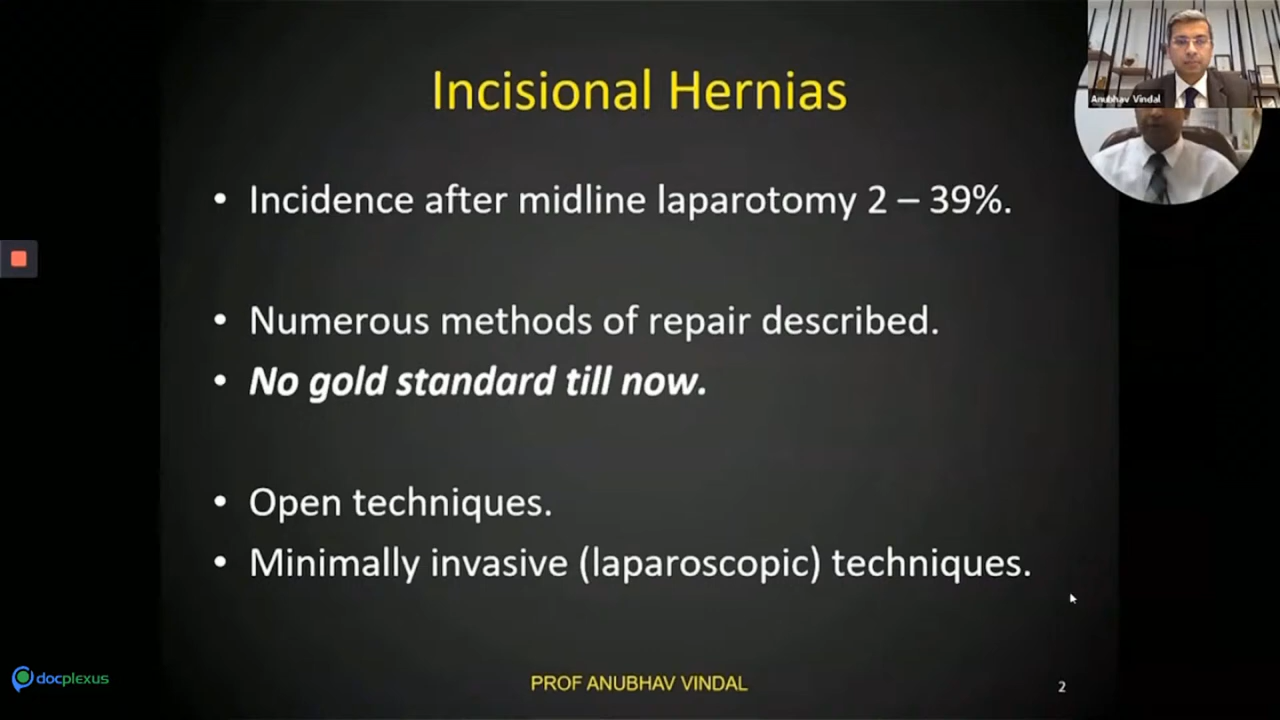 Incisional Hernias
Anubhav Vindal
• Incidence after midline laparotomy 2 – 39%.
• Numerous methods of repair described.
• No gold standard till now.
• Open techniques.
• Minimally invasive (laparoscopic) techniques.
docplexus
PROF ANUBHAV VINDAL
2